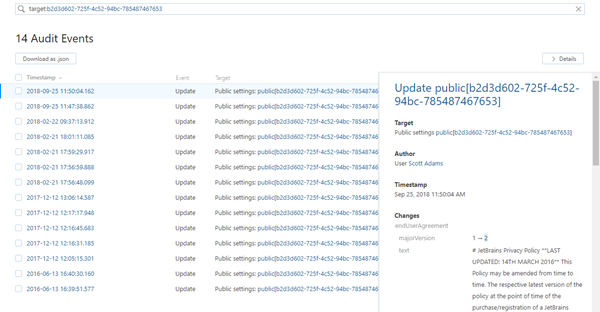 target:b2d3d602-725f-4c52-94bc-785487467653
14 Audit Events
Download as .json
Details
Timestamp Event Target
2018-09-25 11:50:04.162 Update Public settings: public[b2d3d602-725f-4c52-94bc-78548746
2018-09-25 11:47:38.862 Update Public settings: public[b2d3d602-725f-4c52-94bc-78548746
2018-02-22 09:37:13.912 Update Public settings: public[b2d3d602-725f-4c52-94bc-78548746
2018-02-21 18:01:11.085 Update Public settings: public[b2d3d602-725f-4c52-94bc-78548746
2018-02-21 17:59:29.917 Update Public settings: public[b2d3d602-725f-4c52-94bc-78548746
2018-02-21 17:56:59.888 Update Public settings: public[b2d3d602-725f-4c52-94bc-78548746
2018-02-21 17:56:48.099 Update Public settings: public[b2d3d602-725f-4c52-94bc-78548746
2017-12-12 13:06:14.587 Update Public settings: public[b2d3d602-725f-4c52-94bc-78548746
2017-12-12 12:17:17.948 Update Public settings: public[b2d3d602-725f-4c52-94bc-78548746
2017-12-12 12:16:45.683 Update Public settings: public[b2d3d602-725f-4c52-94bc-78548746
2017-12-12 12:16:31.185 Update Public settings: public[b2d3d602-725f-4c52-94bc-78548746
2017-12-12 12:05:15.301 Update Public settings: public[b2d3d602-725f-4c52-94bc-78548746
2016-06-13 16:40:30.160 Update Public settings: public[b2d3d602-725f-4c52-94bc-78548746
2016-06-13 16:39:51.577 Update Public settings: public[b2d3d602-725f-4c52-94bc-78548746
Update public[b2d3d602-725f-4c52-
94bc-785487467653]
Target
Public settings public[b2d3d602-725f-4c52-94bc-785487467653]
Author
User Scott Adams
Timestamp
Sep 25, 2018 11:50:04 AM
Changes
endUserAgreement
majorVersion 1 → 2
text # JetBrains Privacy Policy **LAST
UPDATED: 14TH MARCH 2016** This
Policy may be amended from time to
time. The respective latest version of the
policy at the point of time of the
purchase/registration of a JetBrains